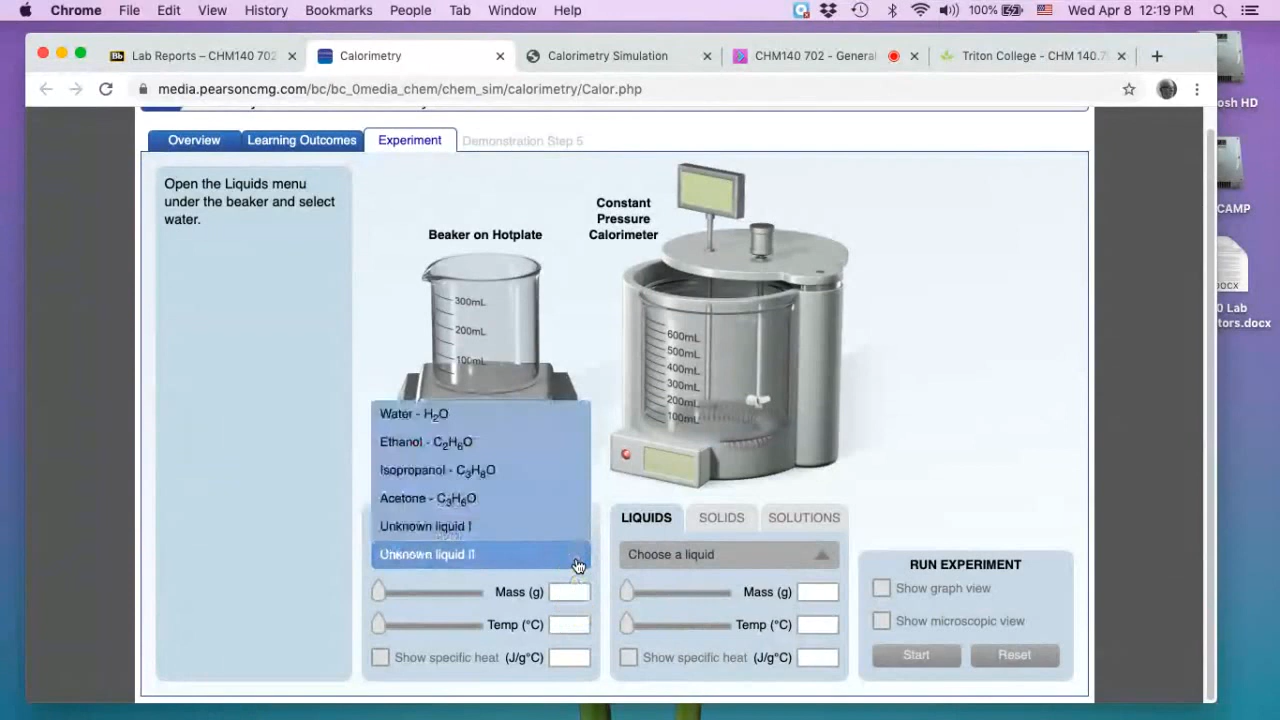 Chrome File Edit View History Bookmarks People Tab Window Help 100% Wed Apr 8 12:19 PM
Lab Reports – CHM140 702 Calorimetry Calorimetry Simulation CHM140 702 - General Triton College - CHM 140.7
media.pearsoncmg.com/bc/bc_0media_chem/chem_sim/calorimetry/Calor.php
osh HD
CAMP
OCX
0 Lab
tors.docx
Overview Learning Outcomes Experiment Demonstration Step 5
Open the Liquids menu
under the beaker and select
water.
Beaker on Hotplate
Constant
Pressure
Calorimeter
300mL
200mL
100mL
600mL
500mL
400mL
300mL
200mL
100mL
Water - H₂O
Ethanol - C₂H₆O
Isopropanol - C₃H₈O
Acetone - C₃H₆O
Unknown liquid I
Unknown liquid II
Mass (g)
Temp (°C)
Show specific heat (J/g°C)
LIQUIDS SOLIDS SOLUTIONS
Choose a liquid
Mass (g)
Temp (°C)
Show specific heat (J/g°C)
RUN EXPERIMENT
Show graph view
Show microscopic view
Start Reset